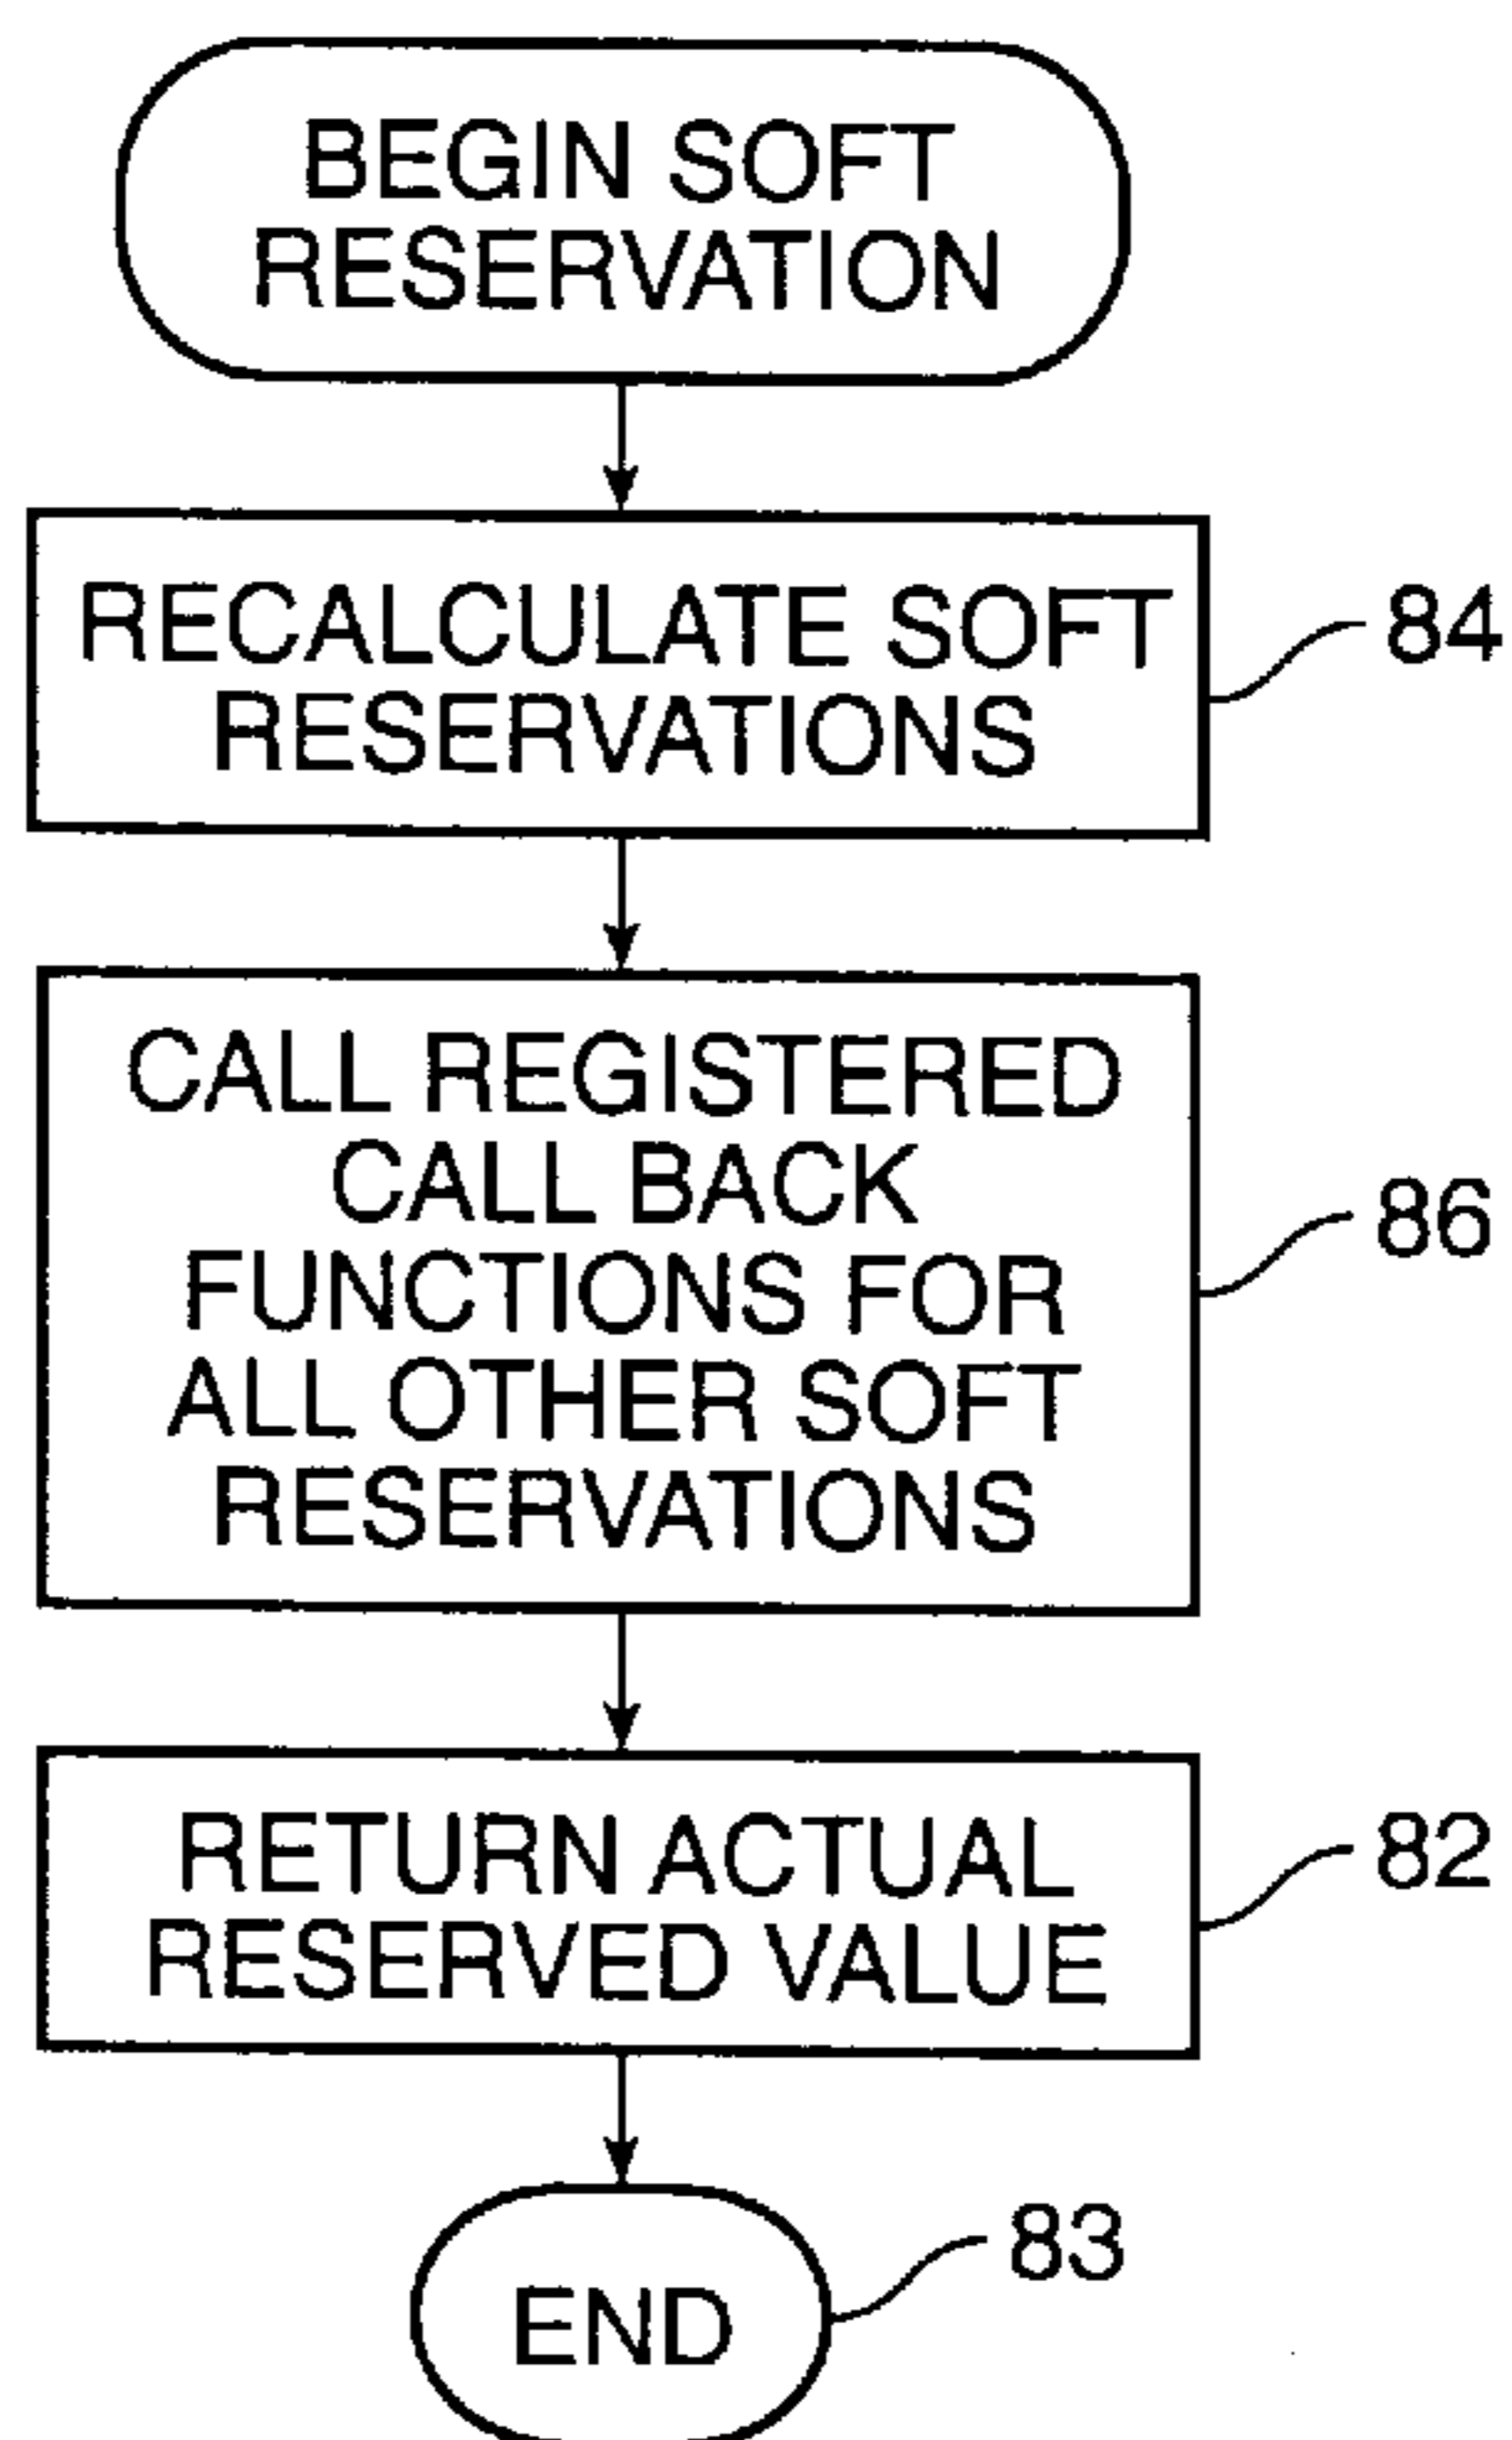 BEGIN SOFT
RESERVATION
RECALCULATE SOFT
RESERVATIONS
84
CALL REGISTERED
CALL BACK
FUNCTIONS FOR
ALL OTHER SOFT
RESERVATIONS
86
RETURN ACTUAL
RESERVED VALUE
82
END
83